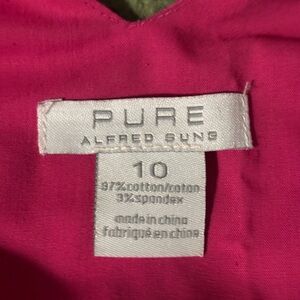 PURE
ALFRED SUNG
10
97%cotton/coton
3%spandex
made in china
fabriqué en chine